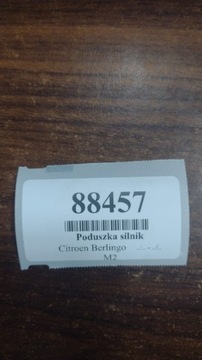 88457
Poduszka silnik
Citroen Berlingo
M2